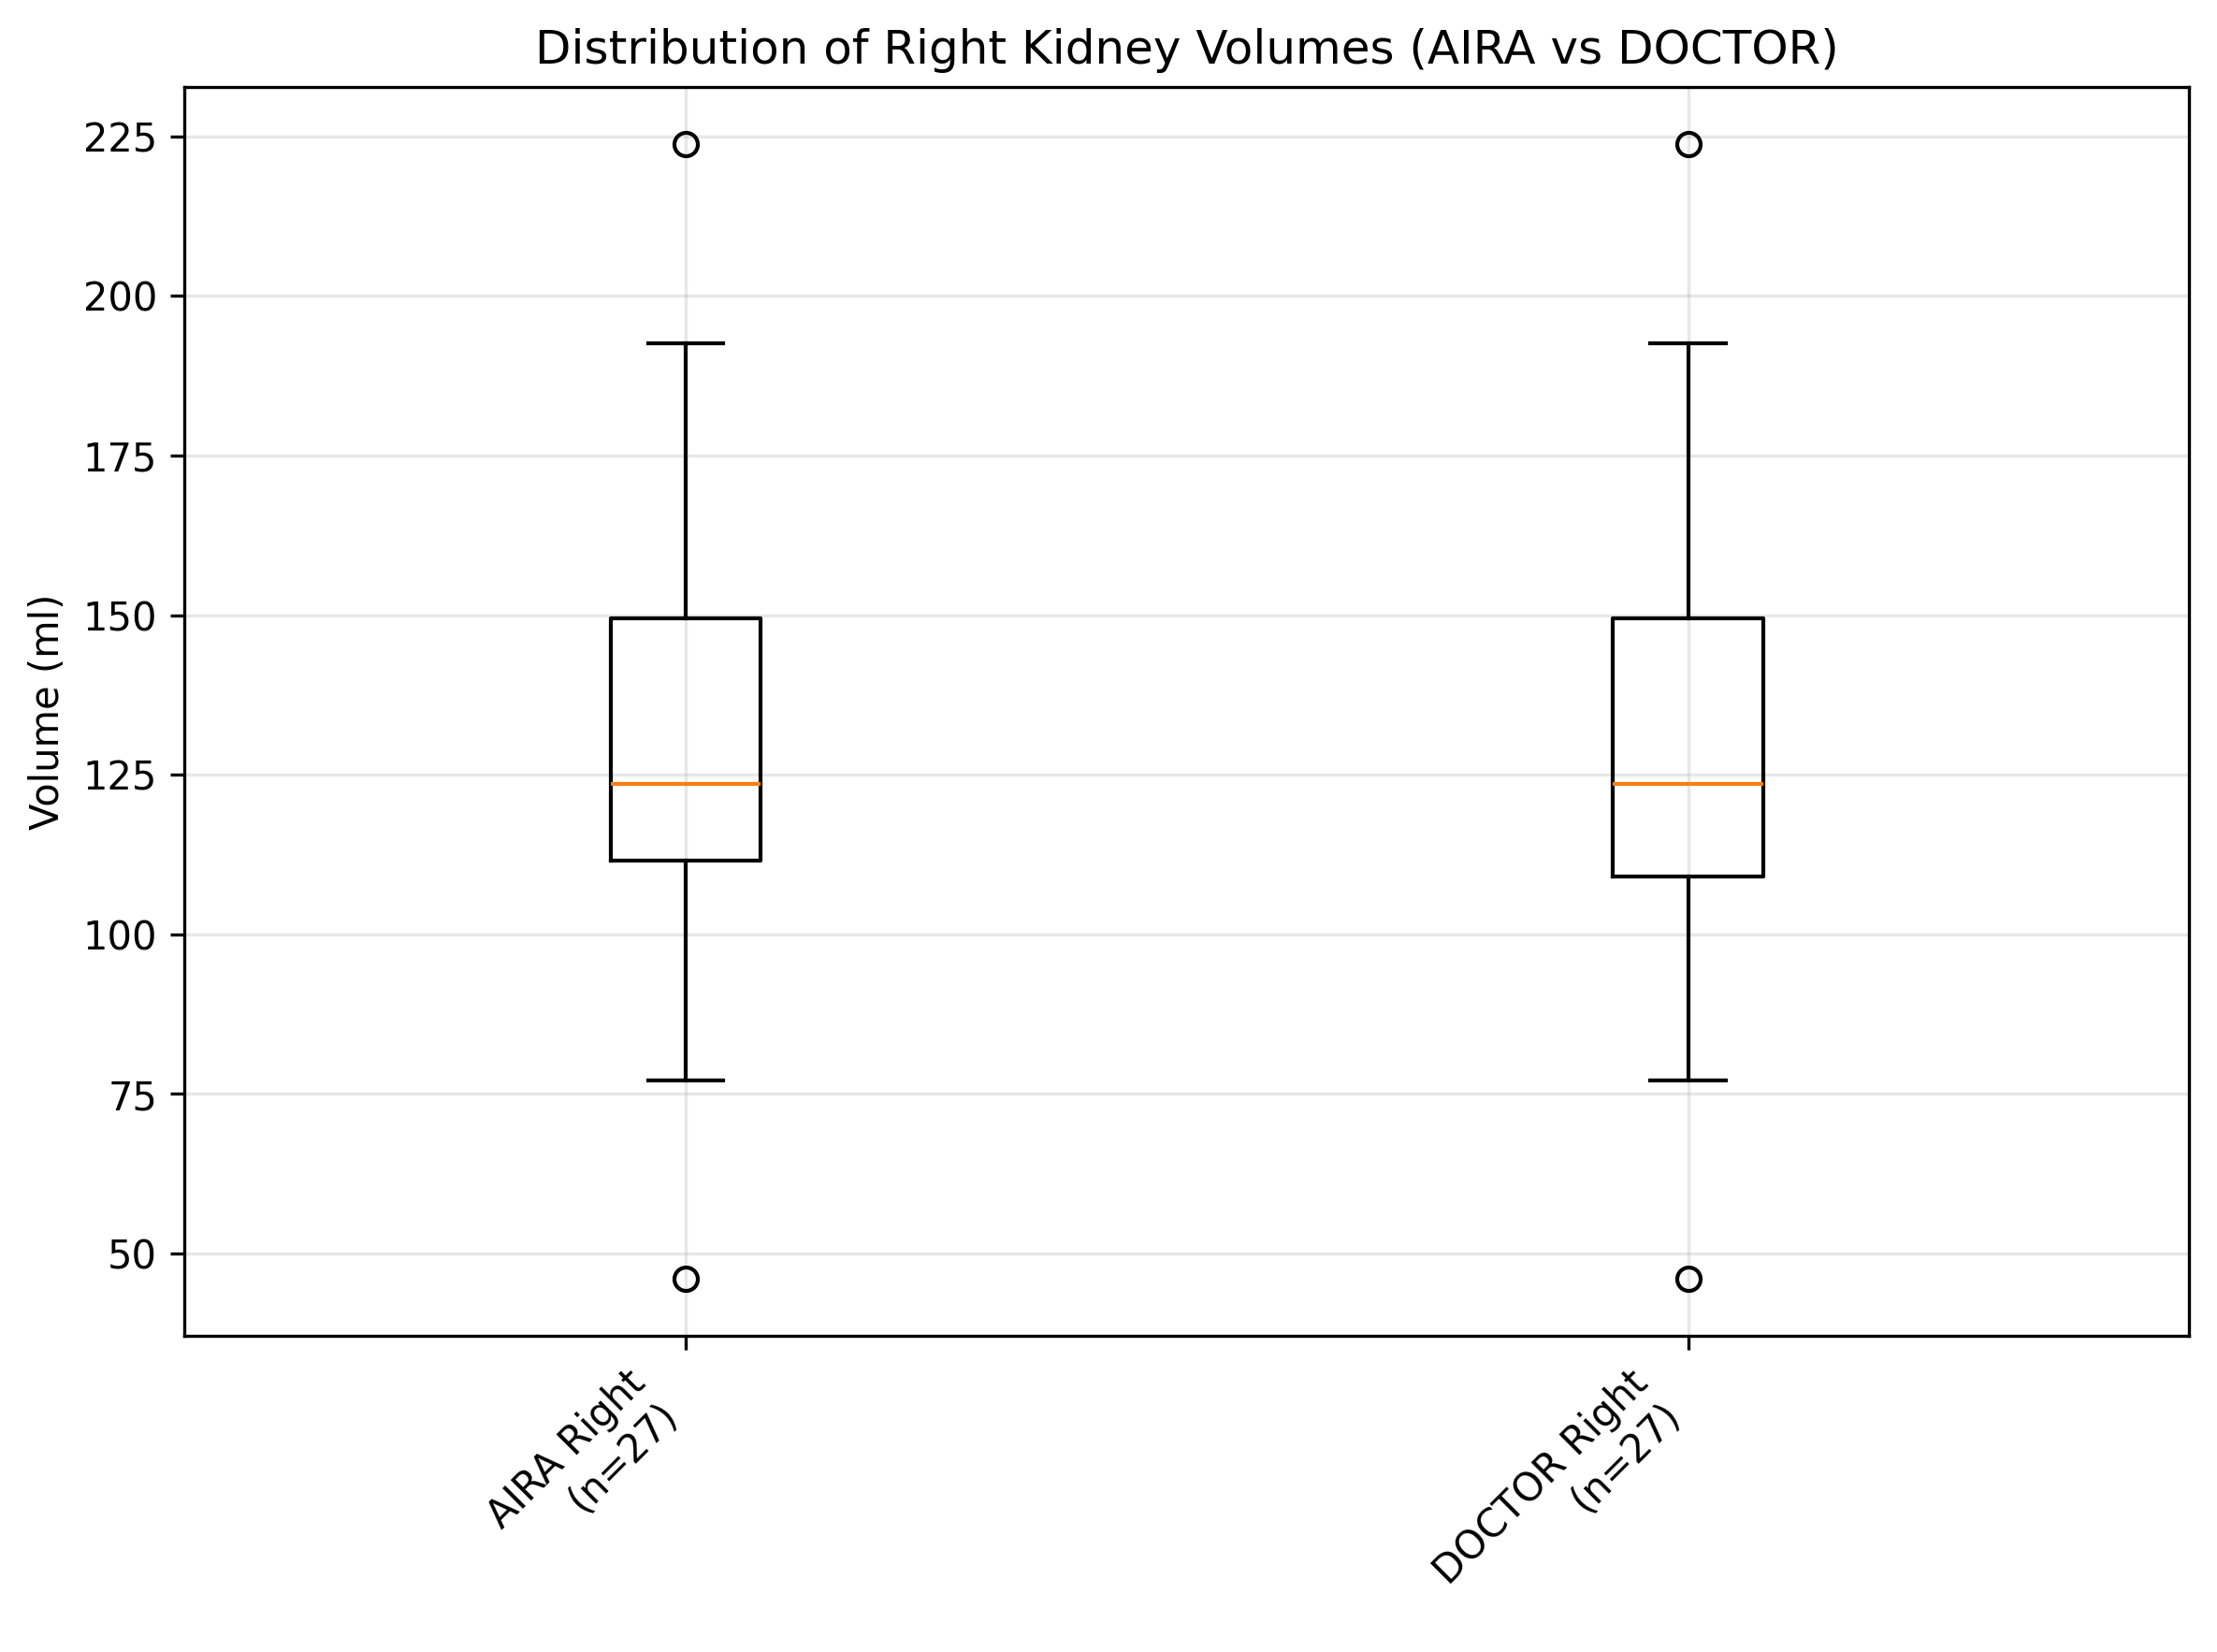 Distribution of Right Kidney Volumes (AIRA vs DOCTOR)
Volume (ml)
225
200
175
150
125
100
75
50
AIRA Right
(n=27)
DOCTOR Right
(n=27)